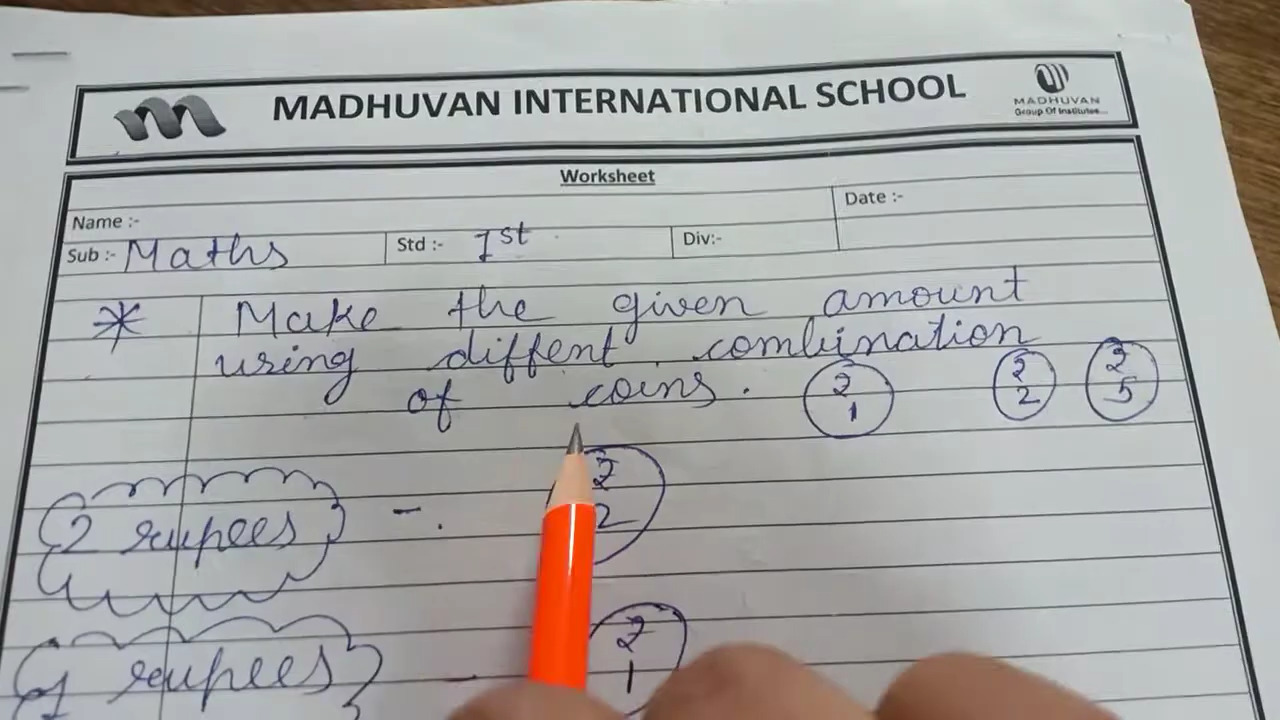 MADHUVAN INTERNATIONAL SCHOOL
MADHUVAN
Group Of Institutes...
Worksheet
Name :-
Date :-
Sub :- Maths
Std :- 1st
Div:-
* Make the given amount
using diffent combination
of coins.
₹ 1
₹ 2
₹ 5
2 rupees - ₹ 2
1 rupees - ₹ 1